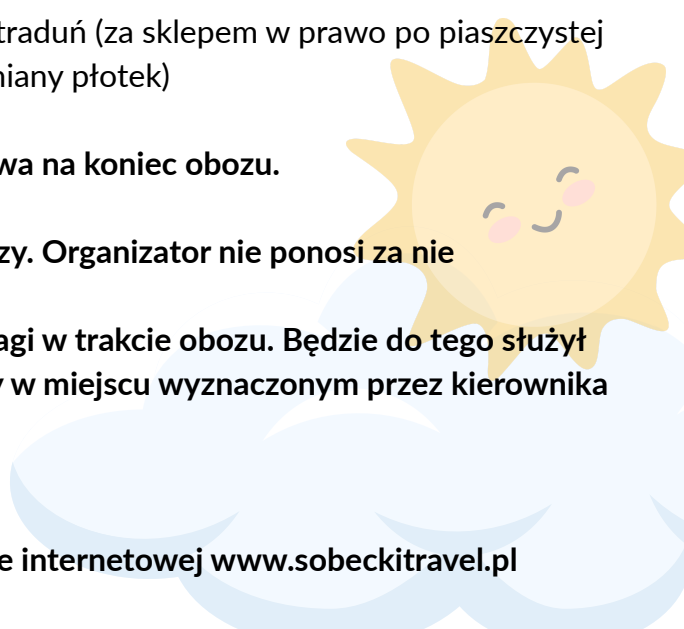 traduń (za sklepem w prawo po piaszczystej
niany płotek)
wa na koniec obozu.
zy. Organizator nie ponosi za nie
agi w trakcie obozu. Będzie do tego służył
w miejscu wyznaczonym przez kierownika
e internetowej www.sobeckitravel.pl